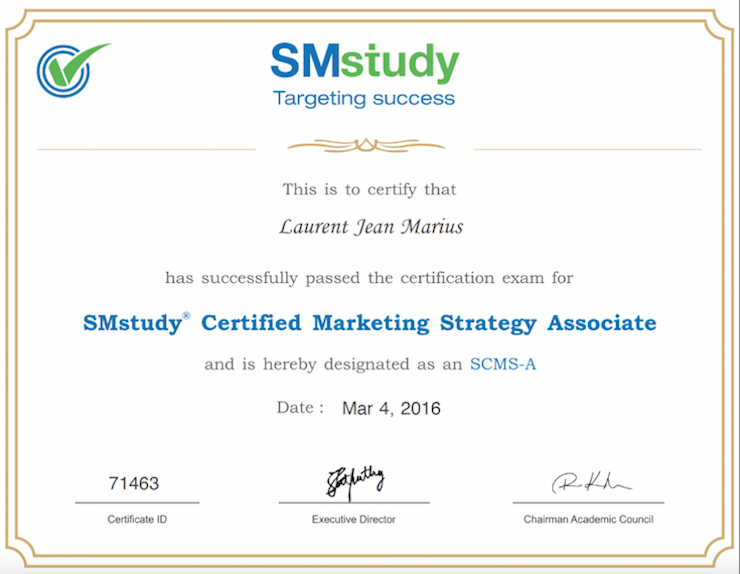 SMstudy
Targeting success
This is to certify that
Laurent Jean Marius
has successfully passed the certification exam for
SMstudy® Certified Marketing Strategy Associate
and is hereby designated as an SCMS-A
Date : Mar 4, 2016
71463
Certificate ID
Executive Director
Chairman Academic Council